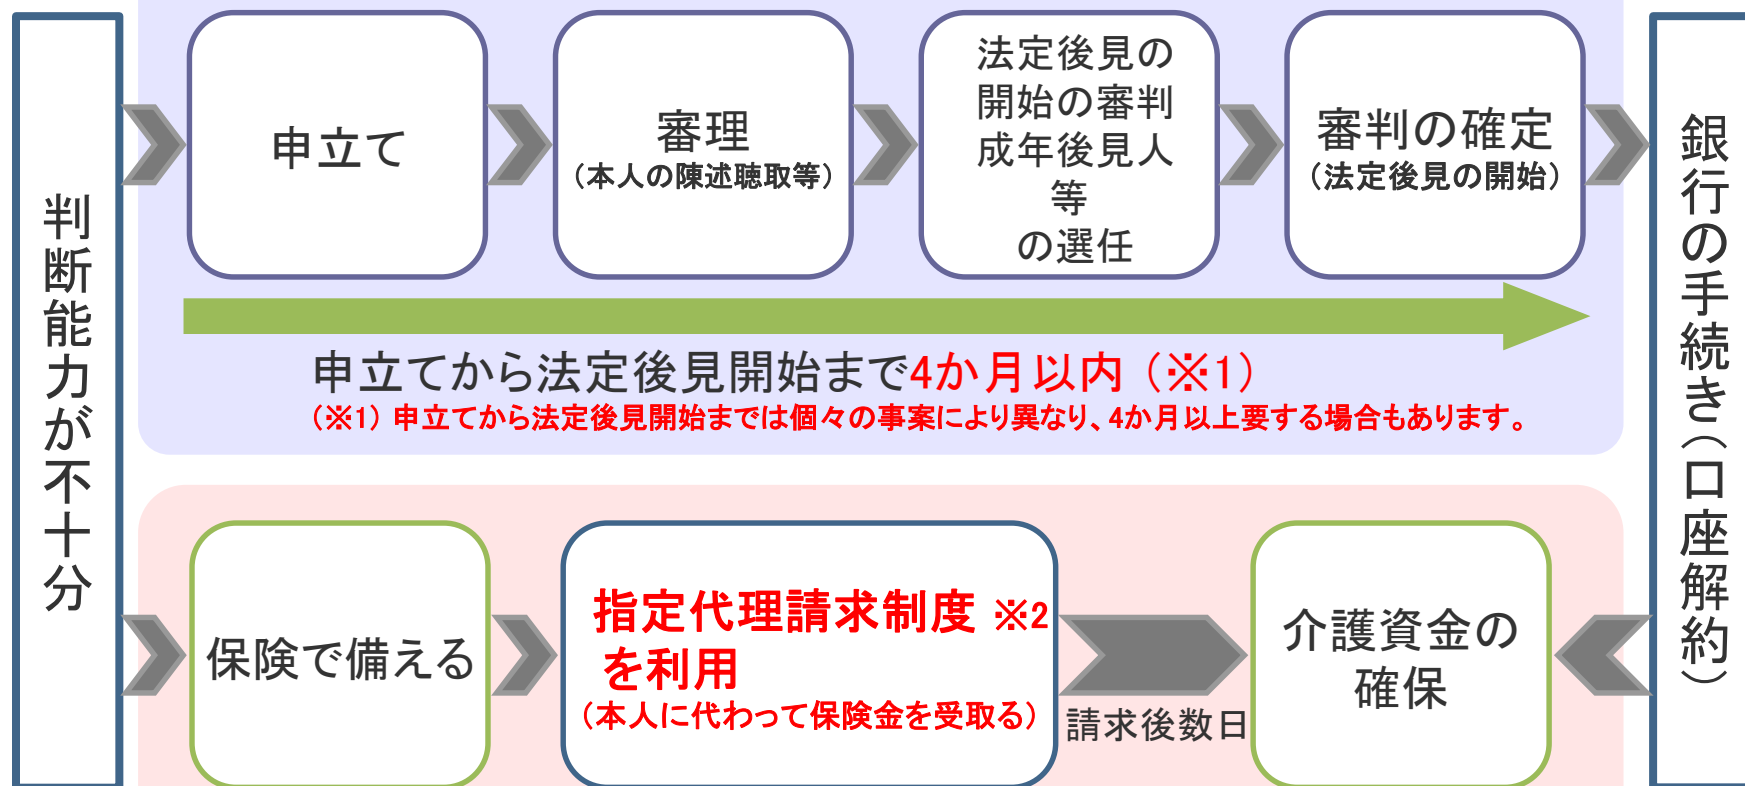 判断能力が不十分
申立て
審理
（本人の陳述聴取等）
法定後見の
開始の審判
成年後見人
等
の選任
審判の確定
（法定後見の開始）
申立てから法定後見開始まで4か月以内（※1）
（※1）申立てから法定後見開始までは個々の事案により異なり、4か月以上要する場合もあります。
銀行の手続き（口座解約）
保険で備える
指定代理請求制度 ※2
を利用
（本人に代わって保険金を受取る）
請求後数日
介護資金の
確保